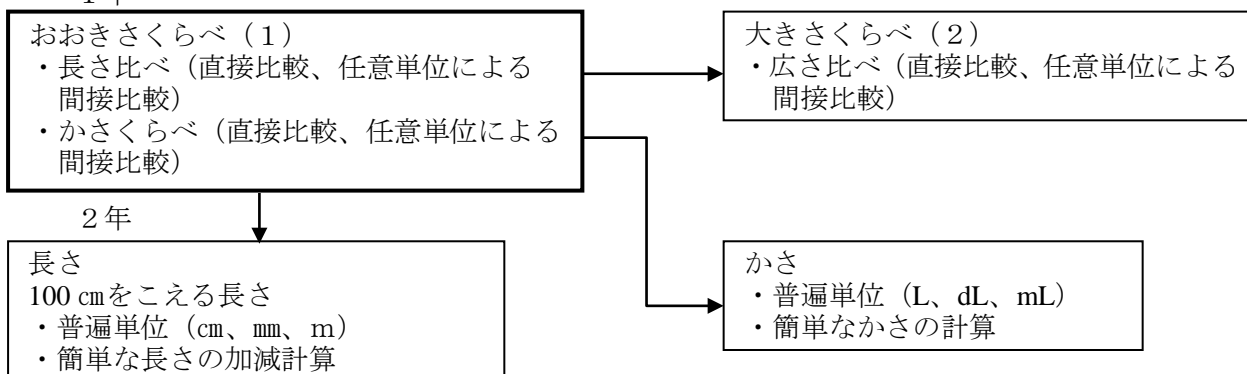 おおきさくらべ（１）
・長さ比べ（直接比較、任意単位による
間接比較）
・かさくらべ（直接比較、任意単位による
間接比較）
大きさくらべ（２）
・広さ比べ（直接比較、任意単位による
間接比較）
２年
長さ
100 ㎝をこえる長さ
・普遍単位（㎝、㎜、ｍ）
・簡単な長さの加減計算
かさ
・普遍単位（L、dL、mL）
・簡単なかさの計算